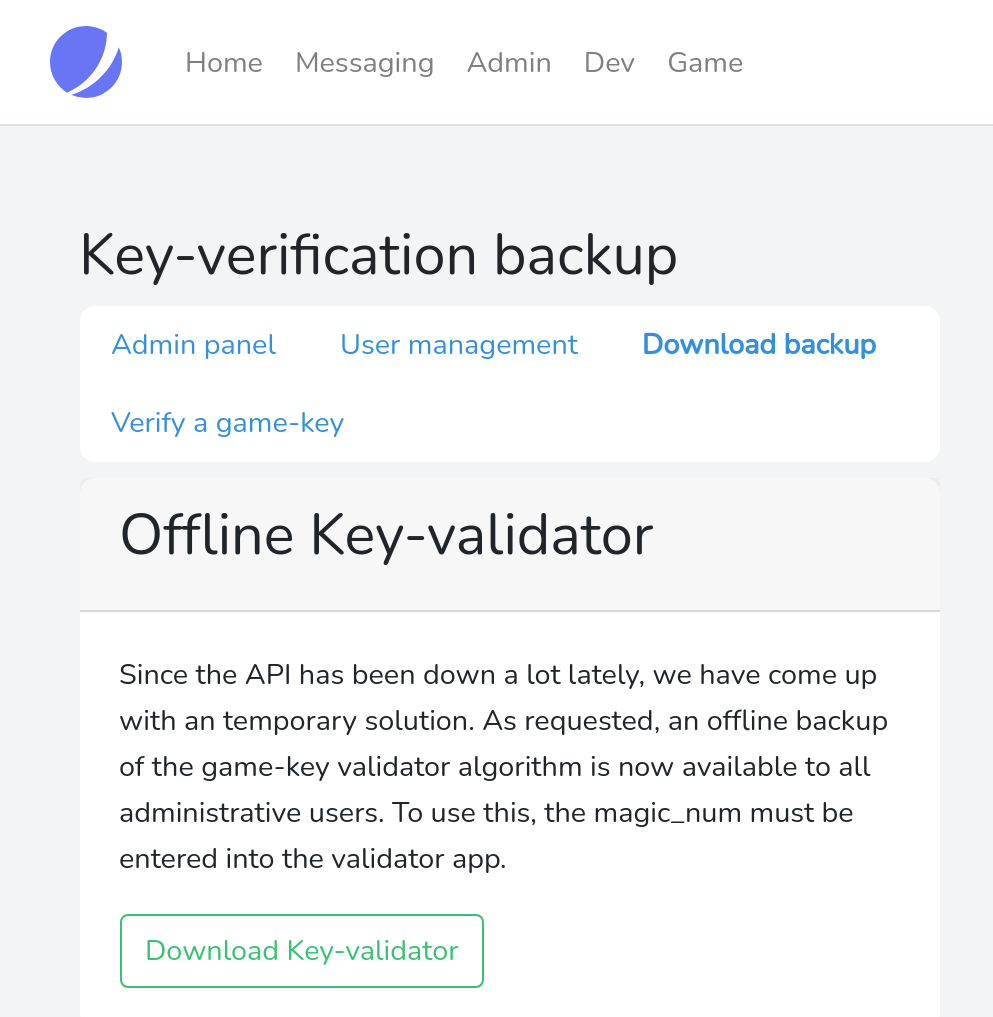 Home Messaging Admin Dev Game
Key-verification backup
Admin panel User management Download backup
Verify a game-key
Offline Key-validator
Since the API has been down a lot lately, we have come up
with an temporary solution. As requested, an offline backup
of the game-key validator algorithm is now available to all
administrative users. To use this, the magic_num must be
entered into the validator app.
Download Key-validator